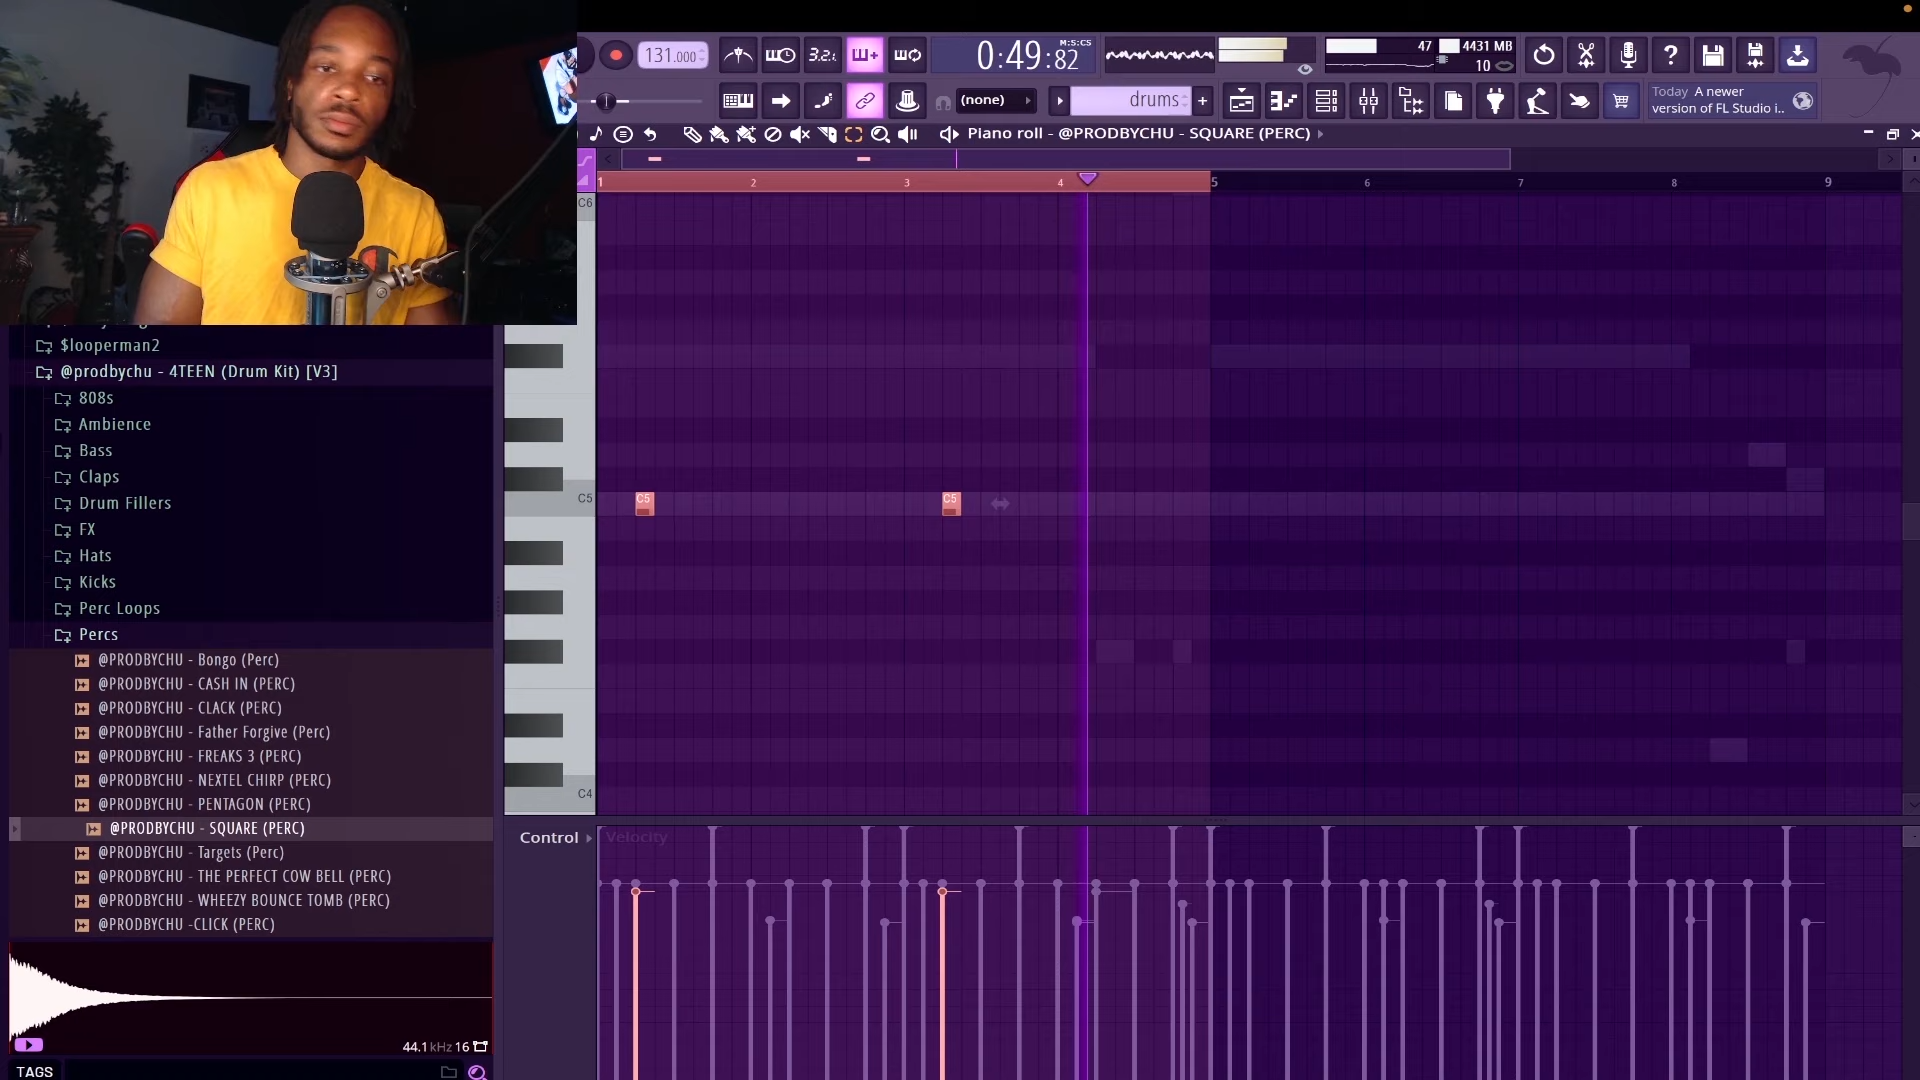 131.000
3.2.
0:49:82
M:S:CS
47
4431 MB
10
(none)
drums
Today A newer
version of FL Studio i..
Piano roll - @PRODBYCHU - SQUARE (PERC)
1 2 3 4 5 6 7 8 9
C6
C5
C5
C5
C4
$looperman2
@prodbychu - 4TEEN (Drum Kit) [V3]
808s
Ambience
Bass
Claps
Drum Fillers
FX
Hats
Kicks
Perc Loops
Percs
@PRODBYCHU - Bongo (Perc)
@PRODBYCHU - CASH IN (PERC)
@PRODBYCHU - CLACK (PERC)
@PRODBYCHU - Father Forgive (Perc)
@PRODBYCHU - FREAKS 3 (PERC)
@PRODBYCHU - NEXTEL CHIRP (PERC)
@PRODBYCHU - PENTAGON (PERC)
@PRODBYCHU - SQUARE (PERC)
@PRODBYCHU - Targets (Perc)
@PRODBYCHU - THE PERFECT COW BELL (PERC)
@PRODBYCHU - WHEEZY BOUNCE TOMB (PERC)
@PRODBYCHU -CLICK (PERC)
Control
Velocity
44.1kHz 16
TAGS